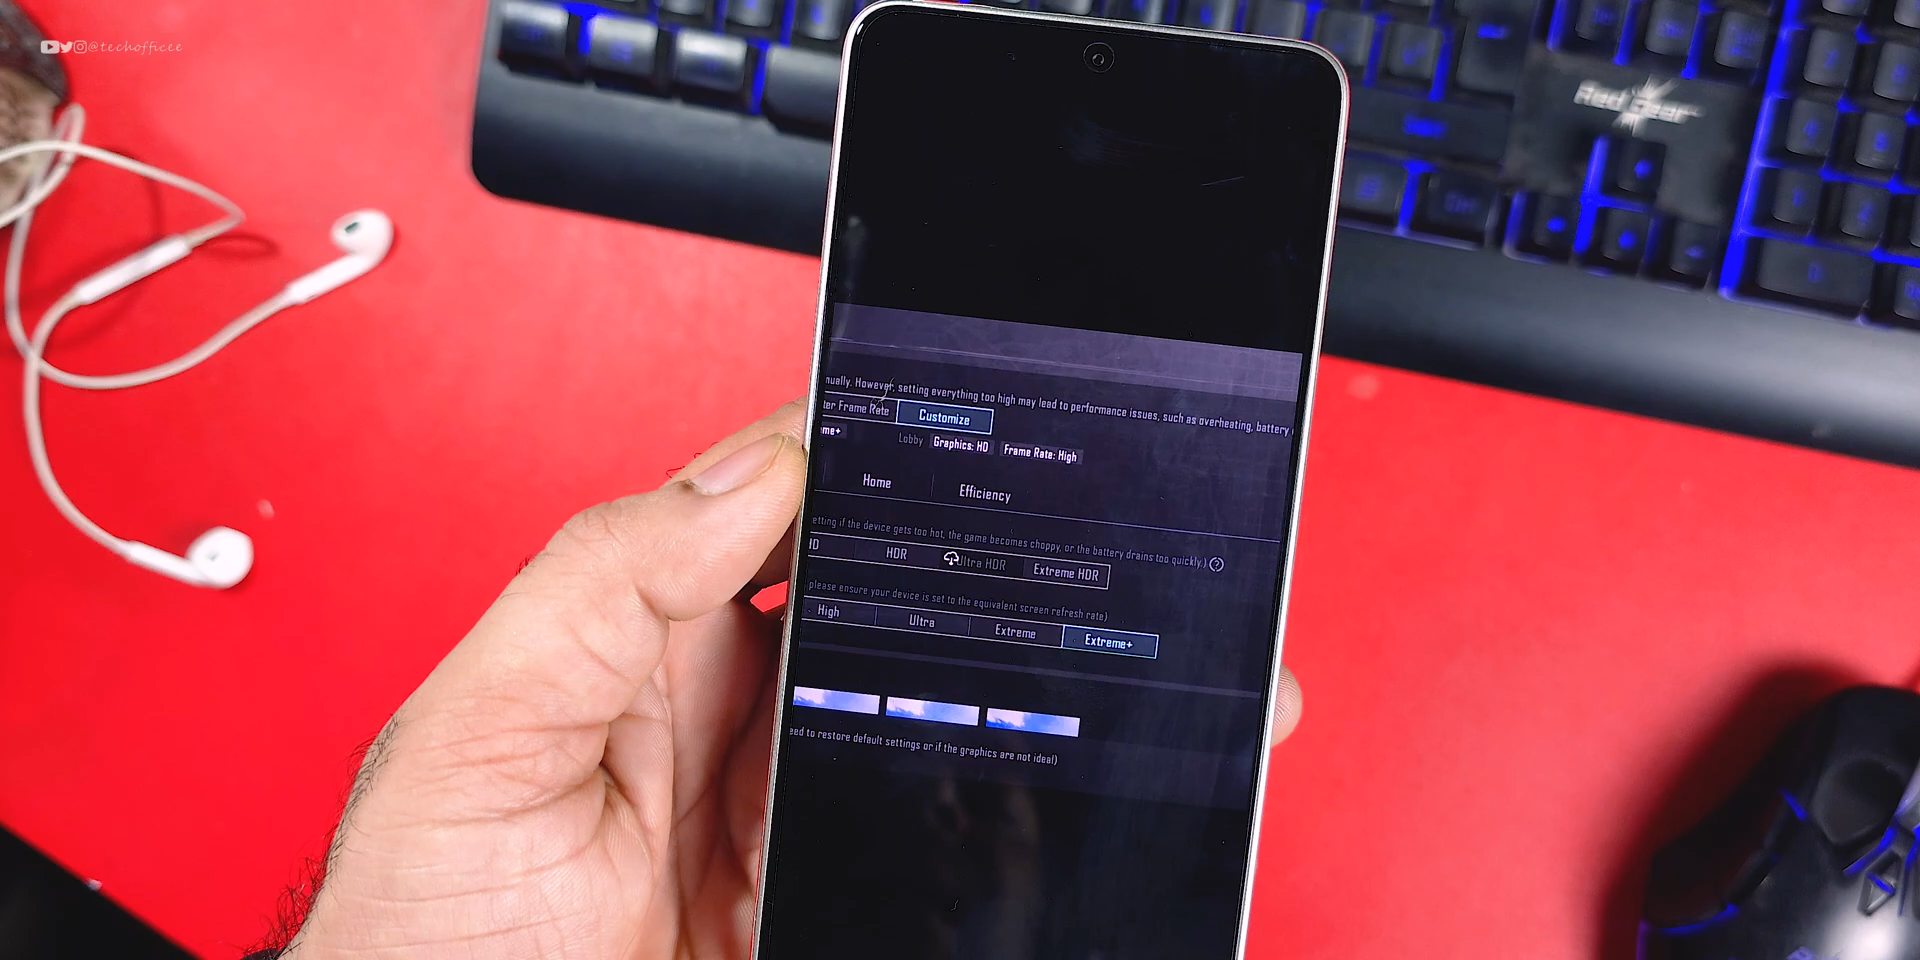 @techofficee
Red Gear
nually. However, setting everything too high may lead to performance issues, such as overheating, battery
ter Frame Rate Customize
me+ Lobby Graphics: HD Frame Rate: High
Home Efficiency
etting if the device gets too hot, the game becomes choppy, or the battery drains too quickly.) ?
HD HDR Ultra HDR Extreme HDR
please ensure your device is set to the equivalent screen refresh rate)
High Ultra Extreme Extreme+
eed to restore default settings or if the graphics are not ideal)